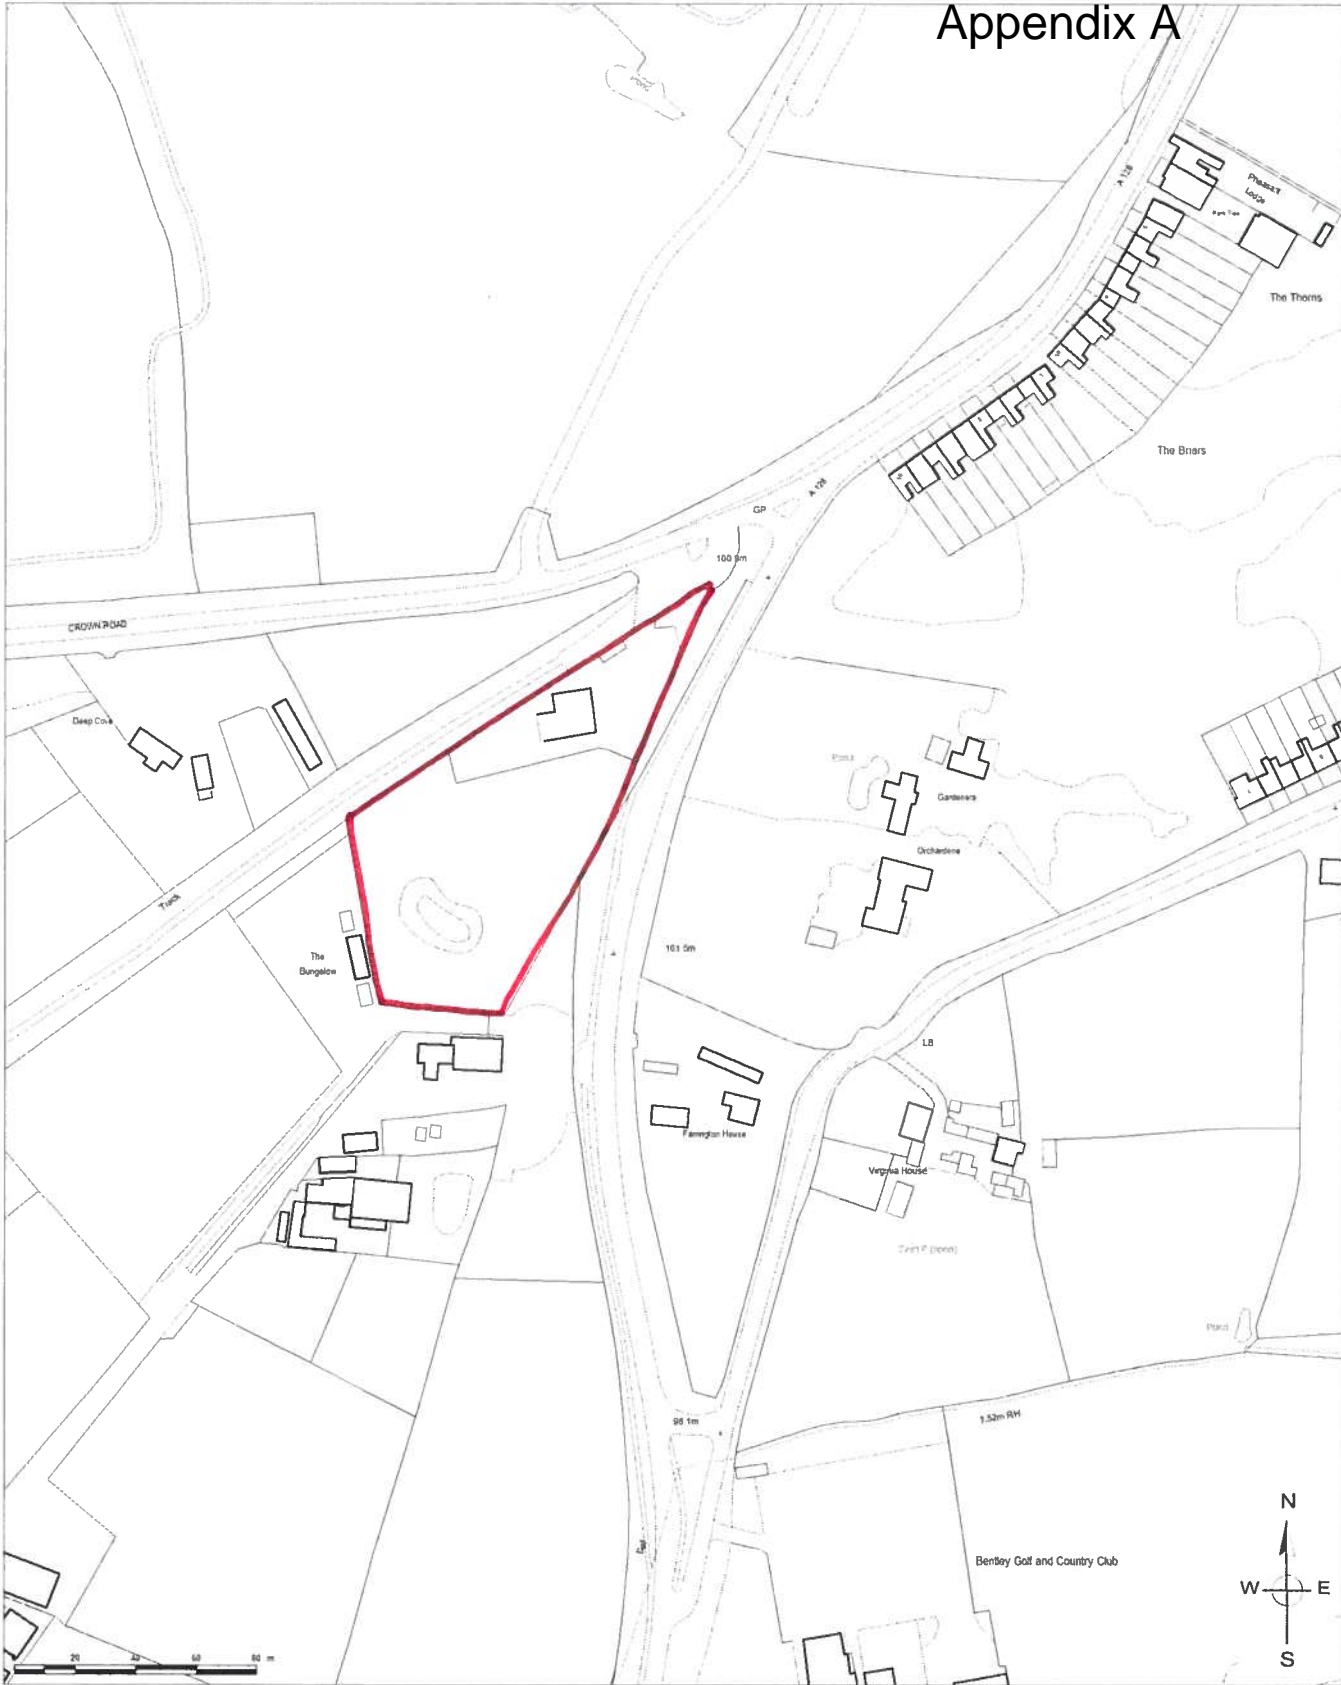 Appendix A
Pond
A 128
Pheasant
Lodge
The Thorns
The Briars
A 128
GP
100.9m
CROWN ROAD
Deep Cove
Pond
Gardeners
Orchardene
Track
The
Bungalow
101.5m
LB
Farrington House
Virginia House
Pond
98.1m
1.52m RH
N
Bentley Golf and Country Club
W E
S
20 40 60 80 m